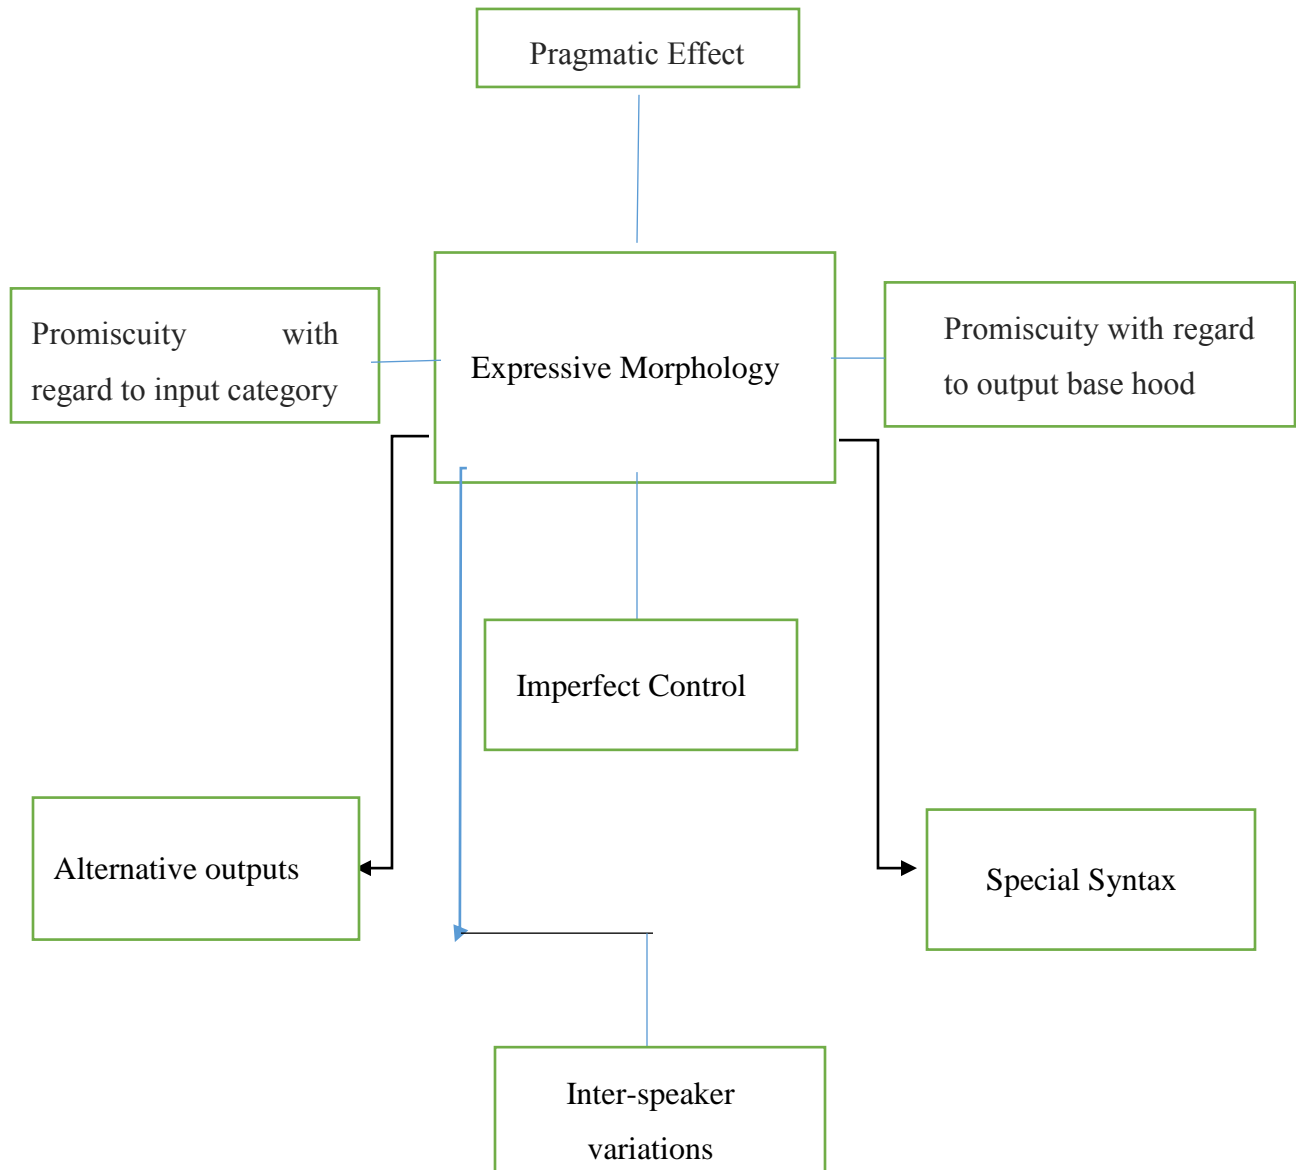 Pragmatic Effect
Promiscuity with
regard to input category
Expressive Morphology
Promiscuity with regard
to output base hood
Imperfect Control
Alternative outputs
Special Syntax
Inter-speaker
variations